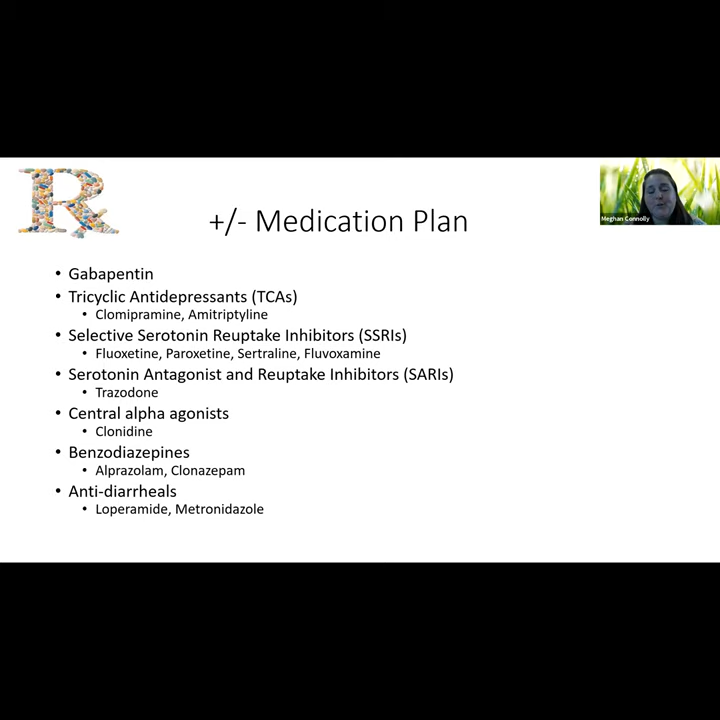 Rx
Meghan Connolly
+/- Medication Plan
• Gabapentin
• Tricyclic Antidepressants (TCAs)
• Clomipramine, Amitriptyline
• Selective Serotonin Reuptake Inhibitors (SSRIs)
• Fluoxetine, Paroxetine, Sertraline, Fluvoxamine
• Serotonin Antagonist and Reuptake Inhibitors (SARIs)
• Trazodone
• Central alpha agonists
• Clonidine
• Benzodiazepines
• Alprazolam, Clonazepam
• Anti-diarrheals
• Loperamide, Metronidazole